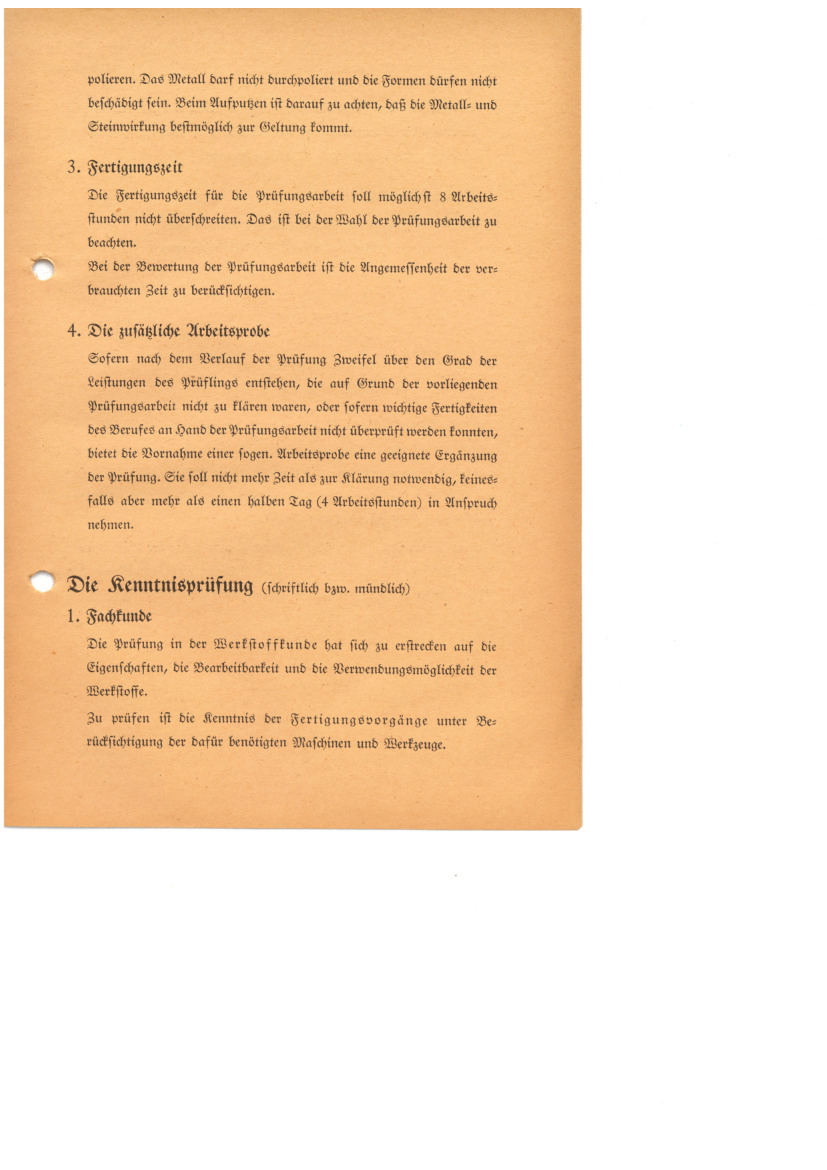 polieren. Das Metall darf nicht durchpoliert und die Formen dürfen nicht
beschädigt sein. Beim Aufputzen ist darauf zu achten, daß die Metall- und
Steinwirkung bestmöglich zur Geltung kommt.
3. Fertigungszeit
Die Fertigungszeit für die Prüfungsarbeit soll möglichst 8 Arbeits-
stunden nicht überschreiten. Das ist bei der Wahl der Prüfungsarbeit zu
beachten.
Bei der Bewertung der Prüfungsarbeit ist die Angemessenheit der ver-
brauchten Zeit zu berücksichtigen.
4. Die zusätzliche Arbeitsprobe
Sofern nach dem Verlauf der Prüfung Zweifel über den Grad der
Leistungen des Prüflings entstehen, die auf Grund der vorliegenden
Prüfungsarbeit nicht zu klären waren, oder sofern wichtige Fertigkeiten
des Berufes an Hand der Prüfungsarbeit nicht überprüft werden konnten,
bietet die Vornahme einer sogen. Arbeitsprobe eine geeignete Ergänzung
der Prüfung. Sie soll nicht mehr Zeit als zur Klärung notwendig, keines-
falls aber mehr als einen halben Tag (4 Arbeitsstunden) in Anspruch
nehmen.
Die Kenntnisprüfung (schriftlich bzw. mündlich)
1. Fachkunde
Die Prüfung in der Werkstoffkunde hat sich zu erstrecken auf die
Eigenschaften, die Bearbeitbarkeit und die Verwendungsmöglichkeit der
Werkstoffe.
Zu prüfen ist die Kenntnis der Fertigungsvorgänge unter Be-
rücksichtigung der dafür benötigten Maschinen und Werkzeuge.